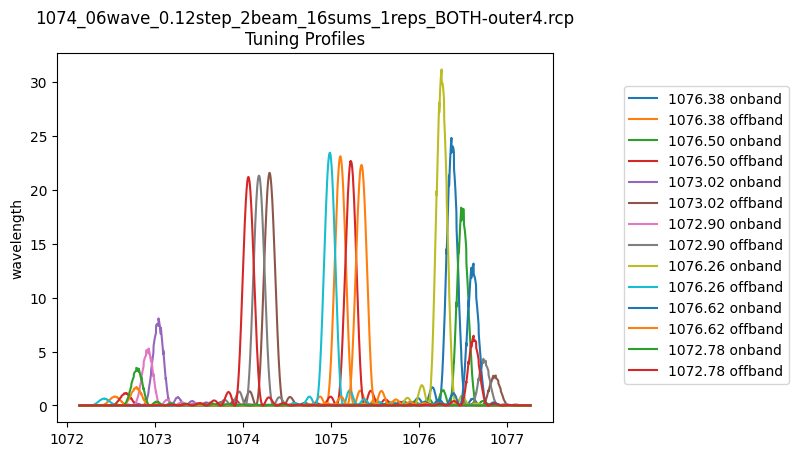 1074_06wave_0.12step_2beam_16sums_1reps_BOTH-outer4.rcp
Tuning Profiles
wavelength
30
25
20
15
10
5
0
1072
1073
1074
1075
1076
1077
1076.38 onband
1076.38 offband
1076.50 onband
1076.50 offband
1073.02 onband
1073.02 offband
1072.90 onband
1072.90 offband
1076.26 onband
1076.26 offband
1076.62 onband
1076.62 offband
1072.78 onband
1072.78 offband